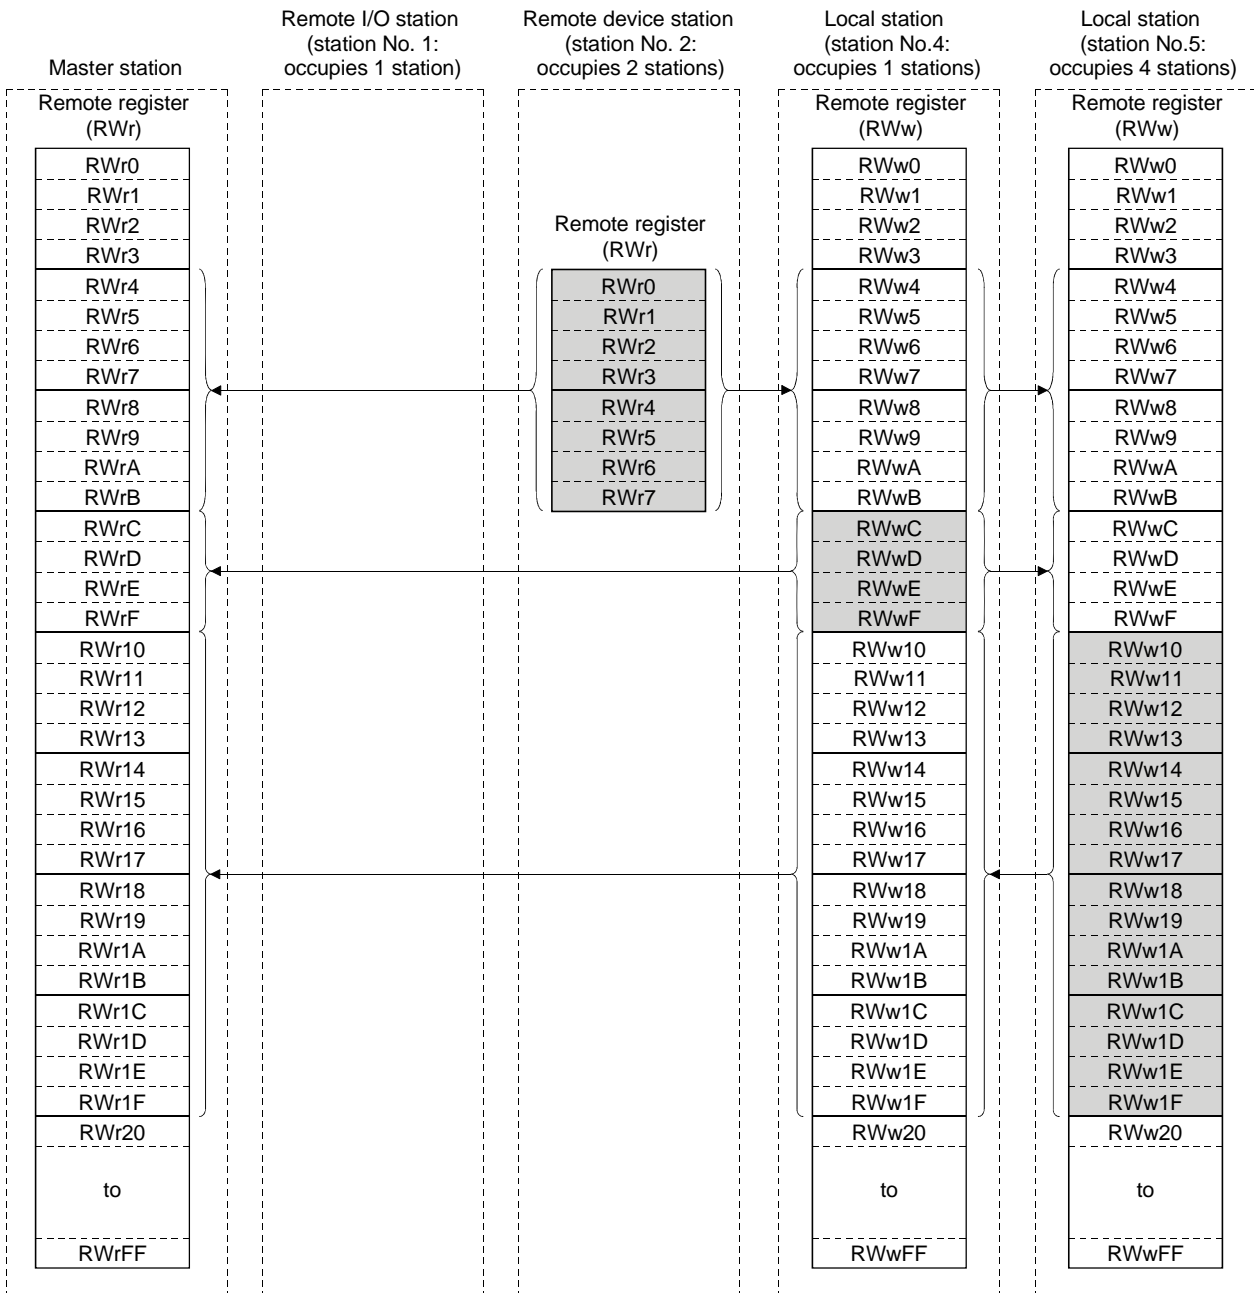 Master station
Remote I/O station
(station No. 1:
occupies 1 station)
Remote device station
(station No. 2:
occupies 2 stations)
Local station
(station No.4:
occupies 1 stations)
Local station
(station No.5:
occupies 4 stations)
Remote register
(RWr)
RWr0
RWr1
RWr2
RWr3
RWr4
RWr5
RWr6
RWr7
RWr8
RWr9
RWrA
RWrB
RWrC
RWrD
RWrE
RWrF
RWr10
RWr11
RWr12
RWr13
RWr14
RWr15
RWr16
RWr17
RWr18
RWr19
RWr1A
RWr1B
RWr1C
RWr1D
RWr1E
RWr1F
RWr20
to
RWrFF
Remote register
(RWr)
RWr0
RWr1
RWr2
RWr3
RWr4
RWr5
RWr6
RWr7
Remote register
(RWw)
RWw0
RWw1
RWw2
RWw3
RWw4
RWw5
RWw6
RWw7
RWw8
RWw9
RWwA
RWwB
RWwC
RWwD
RWwE
RWwF
RWw10
RWw11
RWw12
RWw13
RWw14
RWw15
RWw16
RWw17
RWw18
RWw19
RWw1A
RWw1B
RWw1C
RWw1D
RWw1E
RWw1F
RWw20
to
RWwFF
Remote register
(RWw)
RWw0
RWw1
RWw2
RWw3
RWw4
RWw5
RWw6
RWw7
RWw8
RWw9
RWwA
RWwB
RWwC
RWwD
RWwE
RWwF
RWw10
RWw11
RWw12
RWw13
RWw14
RWw15
RWw16
RWw17
RWw18
RWw19
RWw1A
RWw1B
RWw1C
RWw1D
RWw1E
RWw1F
RWw20
to
RWwFF